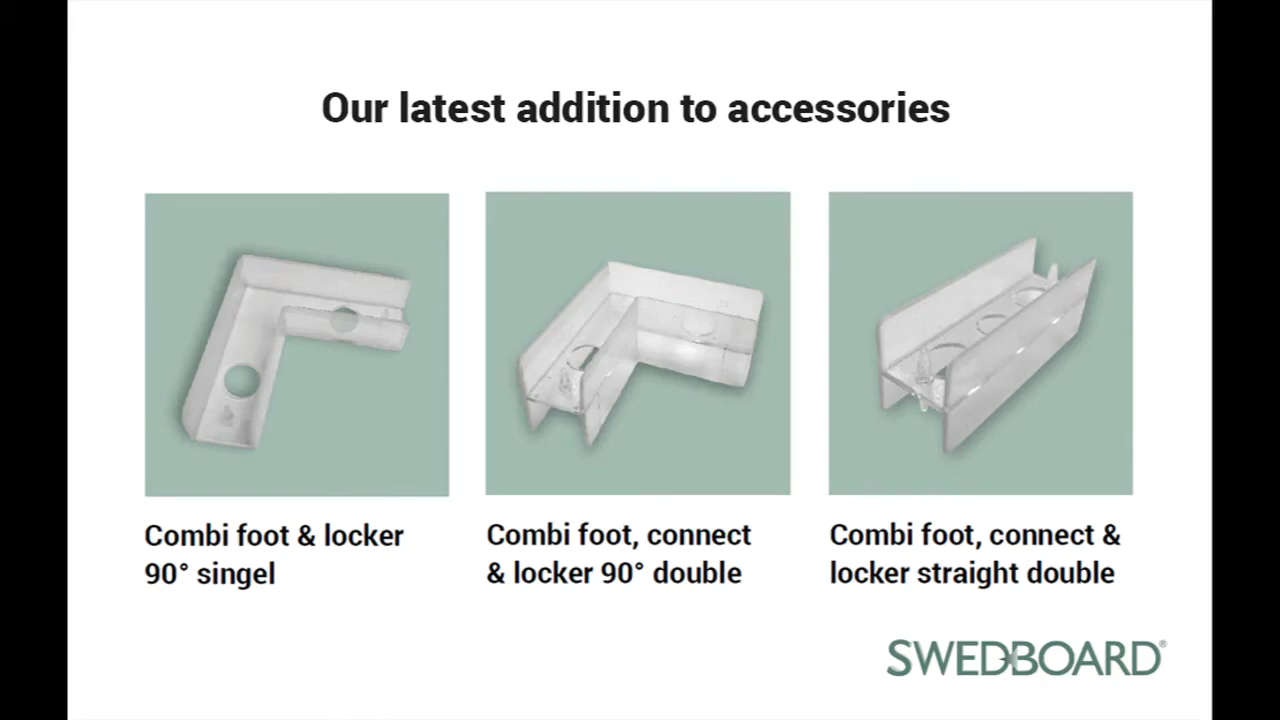 Our latest addition to accessories
Combi foot & locker
90° singel
Combi foot, connect
& locker 90° double
Combi foot, connect &
locker straight double
SWEDBOARD®